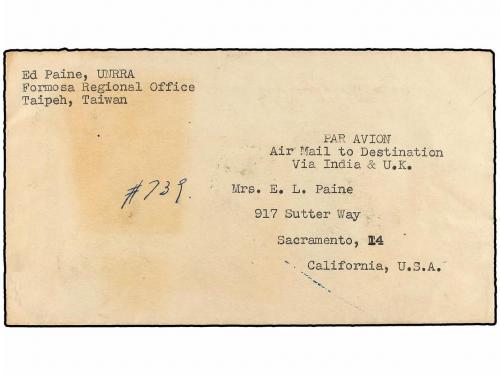 Ed Paine, UNRRA
Formosa Regional Office
Taipeh, Taiwan
PAR AVION
Air Mail to Destination
Via India & U.K.
#739.
Mrs. E. L. Paine
917 Sutter Way
Sacramento, 14
California, U.S.A.